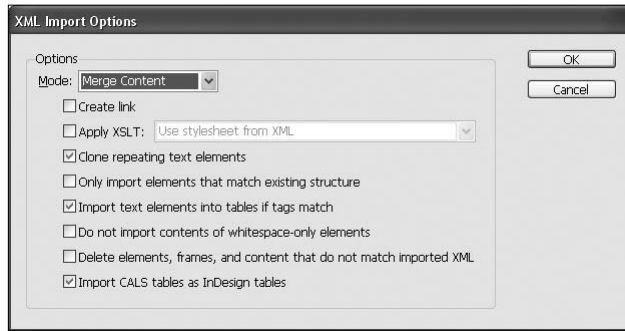 XML Import Options
Options
Mode: Merge Content
Create link
Apply XSLT: Use stylesheet from XML
Clone repeating text elements
Only import elements that match existing structure
Import text elements into tables if tags match
Do not import contents of whitespace-only elements
Delete elements, frames, and content that do not match imported XML
Import CALS tables as InDesign tables
OK
Cancel